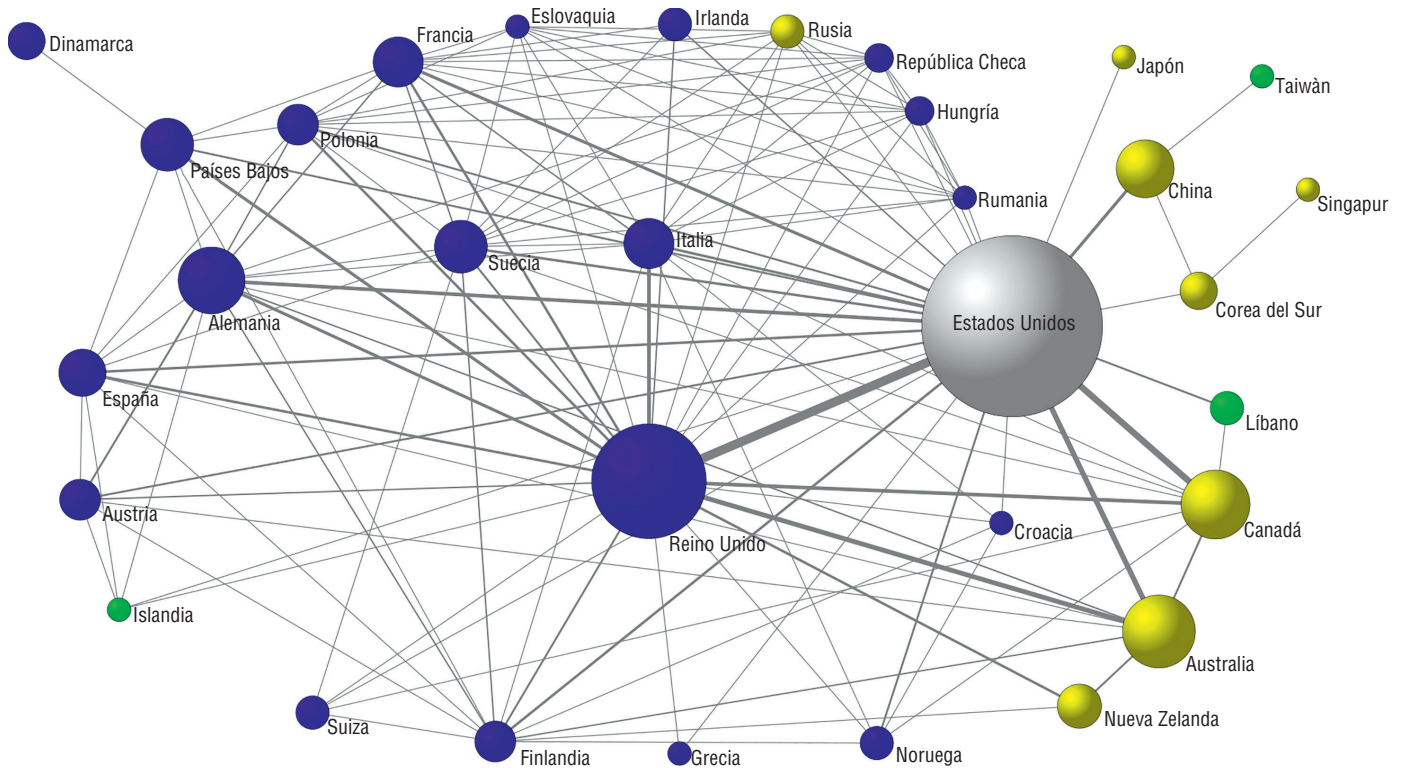 Eslovaquia
Irlanda
Rusia
Dinamarca
Francia
República Checa
Japón
Taiwàn
Hungría
Polonia
Países Bajos
China
Rumania
Singapur
Italia
Suecia
Corea del Sur
Alemania
Estados Unidos
España
Líbano
Austria
Reino Unido
Croacia
Canadá
Islandia
Australia
Nueva Zelanda
Suiza
Finlandia
Grecia
Noruega